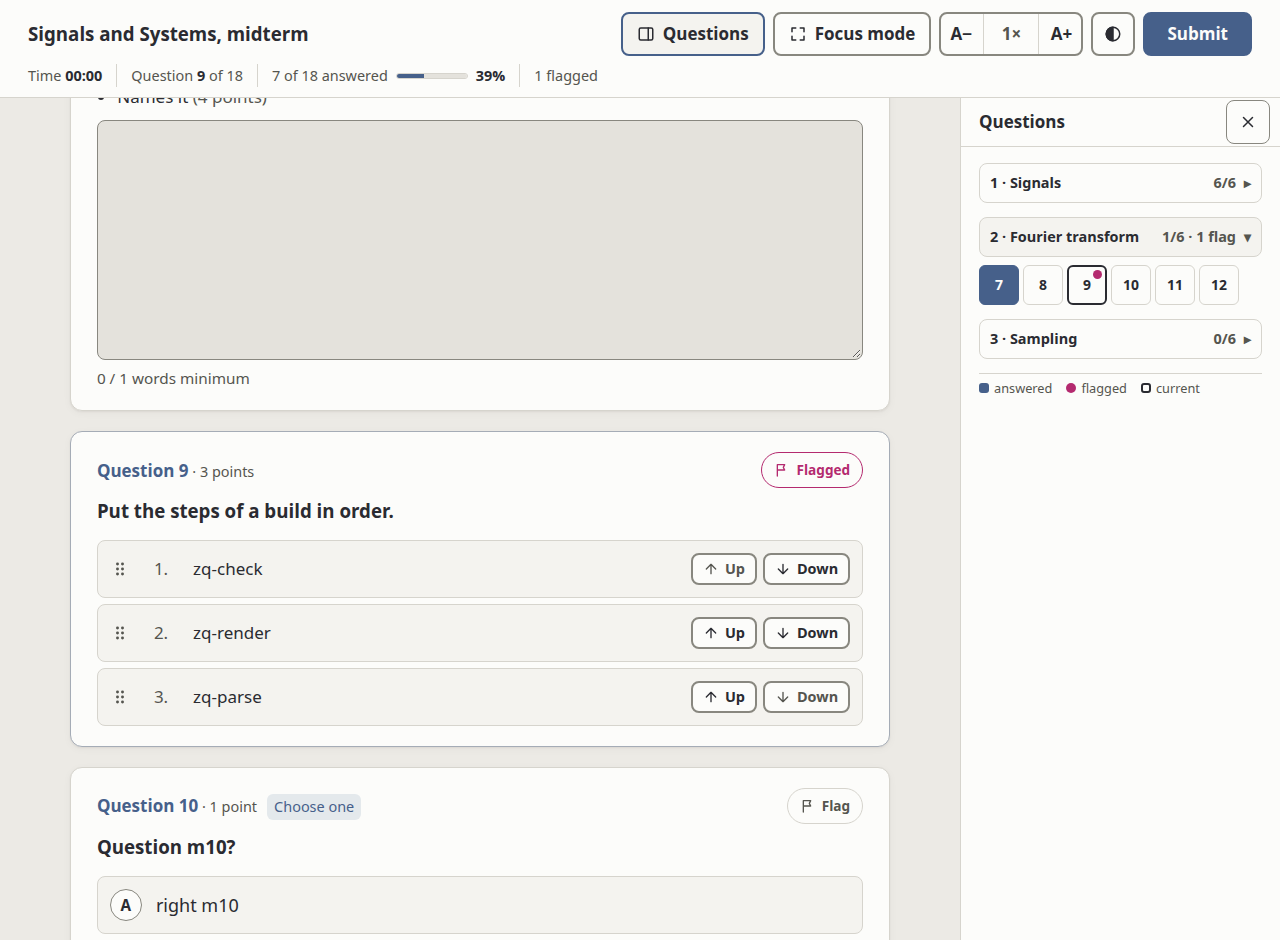 Signals and Systems, midterm
Questions
Focus mode
A−
1×
A+
Submit
Time 00:00
Question 9 of 18
7 of 18 answered
39%
1 flagged
Names it (4 points)
0 / 1 words minimum
Question 9 · 3 points
Flagged
Put the steps of a build in order.
1. zq-check
Up
Down
2. zq-render
Up
Down
3. zq-parse
Up
Down
Question 10 · 1 point
Choose one
Flag
Question m10?
A right m10
Questions
1 · Signals 6/6
2 · Fourier transform 1/6 · 1 flag
7 8 9 10 11 12
3 · Sampling 0/6
answered flagged current